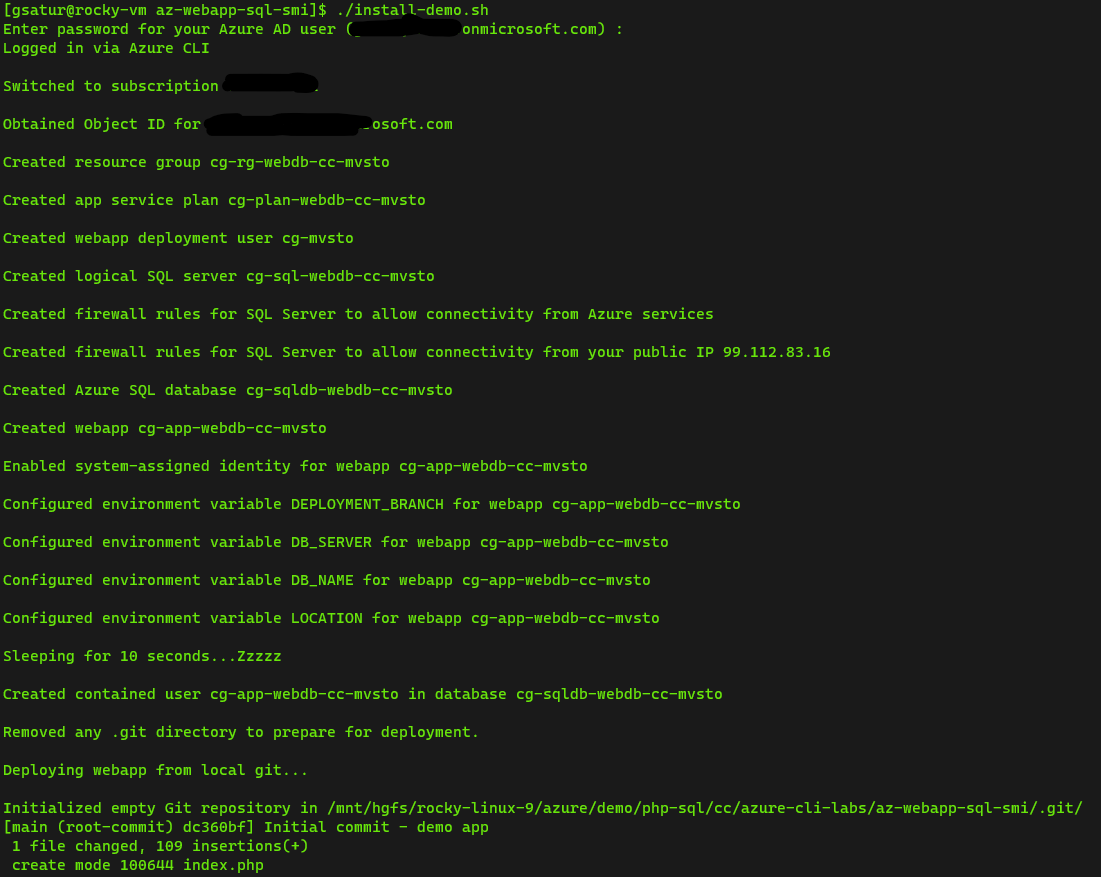 [gsatur@rocky-vm az-webapp-sql-smi]$ ./install-demo.sh
Enter password for your Azure AD user (onmicrosoft.com) :
Logged in via Azure CLI
Switched to subscription
Obtained Object ID for osoft.com
Created resource group cg-rg-webdb-cc-mvsto
Created app service plan cg-plan-webdb-cc-mvsto
Created webapp deployment user cg-mvsto
Created logical SQL server cg-sql-webdb-cc-mvsto
Created firewall rules for SQL Server to allow connectivity from Azure services
Created firewall rules for SQL Server to allow connectivity from your public IP 99.112.83.16
Created Azure SQL database cg-sqldb-webdb-cc-mvsto
Created webapp cg-app-webdb-cc-mvsto
Enabled system-assigned identity for webapp cg-app-webdb-cc-mvsto
Configured environment variable DEPLOYMENT_BRANCH for webapp cg-app-webdb-cc-mvsto
Configured environment variable DB_SERVER for webapp cg-app-webdb-cc-mvsto
Configured environment variable DB_NAME for webapp cg-app-webdb-cc-mvsto
Configured environment variable LOCATION for webapp cg-app-webdb-cc-mvsto
Sleeping for 10 seconds...Zzzzz
Created contained user cg-app-webdb-cc-mvsto in database cg-sqldb-webdb-cc-mvsto
Removed any .git directory to prepare for deployment.
Deploying webapp from local git...
Initialized empty Git repository in /mnt/hgfs/rocky-linux-9/azure/demo/php-sql/cc/azure-cli-labs/az-webapp-sql-smi/.git/
[main (root-commit) dc360bf] Initial commit - demo app
1 file changed, 109 insertions(+)
create mode 100644 index.php